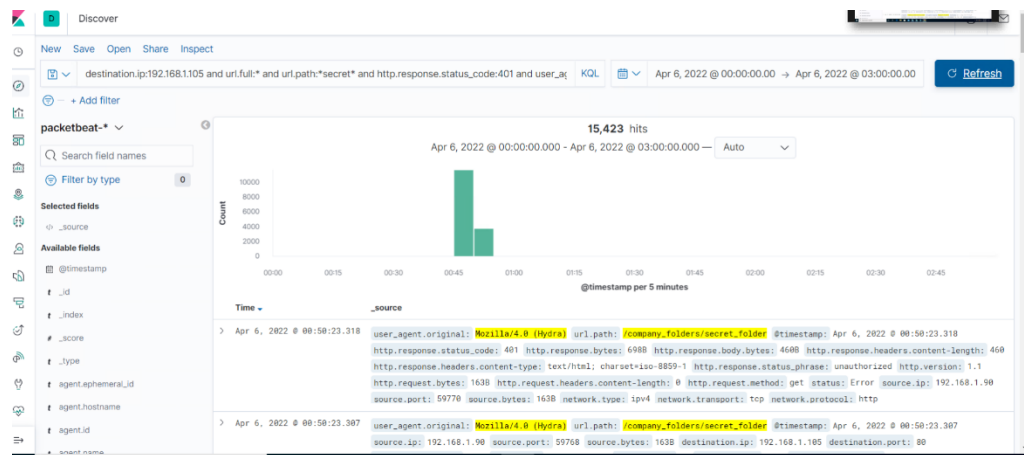 D Discover
New Save Open Share Inspect
destination.ip:192.168.1.105 and url.full:* and url.path:*secret* and http.response.status_code:401 and user_ag KQL Apr 6, 2022 @ 00:00:00.00 → Apr 6, 2022 @ 03:00:00.00 Refresh
+ Add filter
packetbeat-*
Search field names
Filter by type 0
Selected fields
_source
Available fields
@timestamp
t _id
t _index
# _score
t _type
t agent.ephemeral_id
t agent.hostname
t agent.id
t agent.name
15,423 hits
Apr 6, 2022 @ 00:00:00.000 - Apr 6, 2022 @ 03:00:00.000 — Auto
Count
10000
8000
6000
4000
2000
0
00:00 00:15 00:30 00:45 01:00 01:15 01:30 01:45 02:00 02:15 02:30 02:45
@timestamp per 5 minutes
Time _source
Apr 6, 2022 @ 00:50:23.318 user_agent.original: Mozilla/4.0 (Hydra) url.path: /company_folders/secret_folder @timestamp: Apr 6, 2022 @ 00:50:23.318
http.response.status_code: 401 http.response.bytes: 698B http.response.body.bytes: 460B http.response.headers.content-length: 460
http.response.headers.content-type: text/html; charset=iso-8859-1 http.response.status_phrase: unauthorized http.version: 1.1
http.request.bytes: 163B http.request.headers.content-length: 0 http.request.method: get status: Error source.ip: 192.168.1.90
source.port: 59770 source.bytes: 163B network.type: ipv4 network.transport: tcp network.protocol: http
Apr 6, 2022 @ 00:50:23.307 user_agent.original: Mozilla/4.0 (Hydra) url.path: /company_folders/secret_folder @timestamp: Apr 6, 2022 @ 00:50:23.307
source.ip: 192.168.1.90 source.port: 59768 source.bytes: 163B destination.ip: 192.168.1.105 destination.port: 80